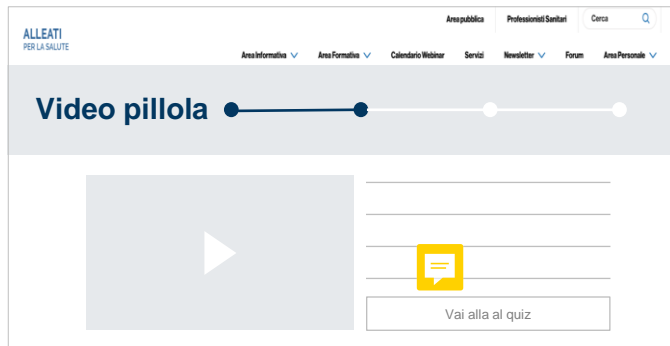 Area pubblica Professionisti Sanitari Cerca
ALLEATI
PER LA SALUTE
Area Informativa Area Formativa Calendario Webinar Servizi Newsletter Forum Area Personale
Video pillola
Vai alla al quiz